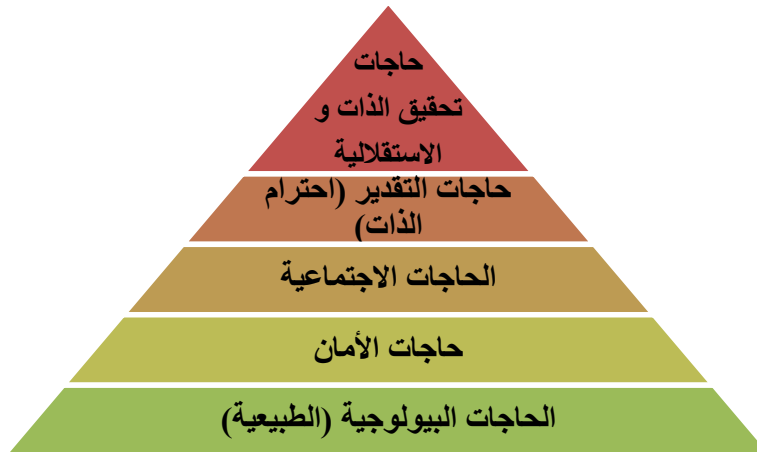 حاجات
تحقيق الذات و
الاستقلالية
حاجات التقدير (احترام
الذات)
الحاجات الاجتماعية
حاجات الأمان
الحاجات البيولوجية (الطبيعية)